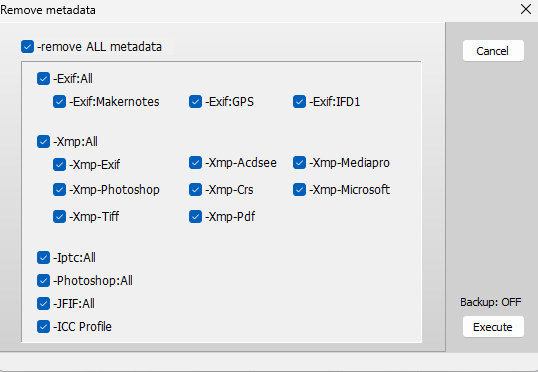 Remove metadata
-remove ALL metadata
Cancel
-Exif:All
-Exif:Makernotes -Exif:GPS -Exif:IFD1
-Xmp:All
-Xmp-Exif -Xmp-Acdsee -Xmp-Mediapro
-Xmp-Photoshop -Xmp-Crs -Xmp-Microsoft
-Xmp-Tiff -Xmp-Pdf
-Iptc:All
-Photoshop:All
-JFIF:All
-ICC Profile
Backup: OFF
Execute